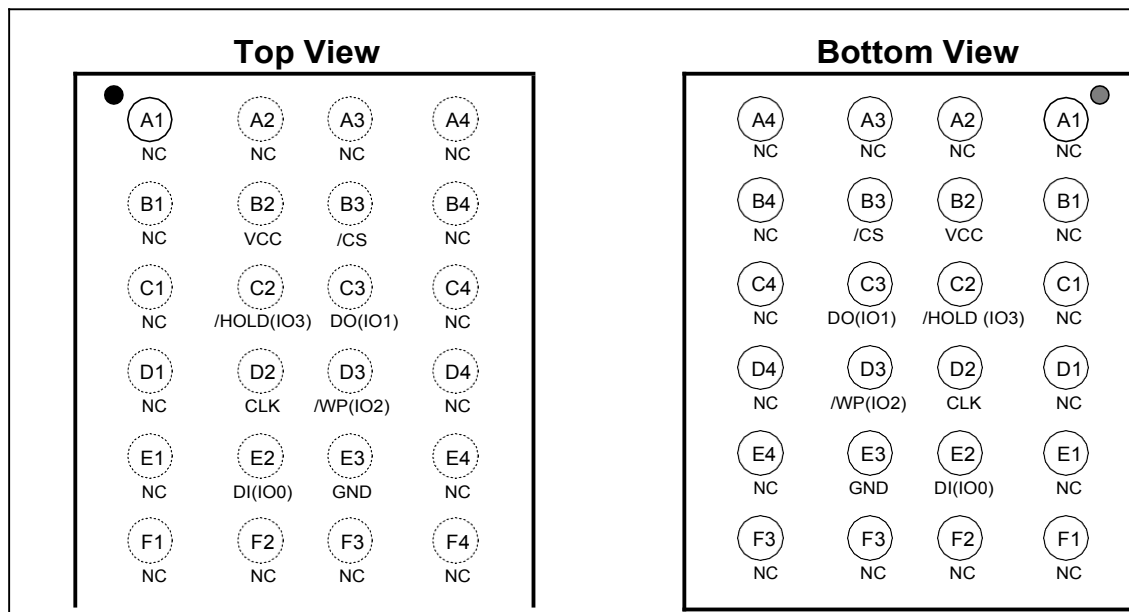 Top View
A1 A2 A3 A4
NC NC NC NC
B1 B2 B3 B4
NC VCC /CS NC
C1 C2 C3 C4
NC /HOLD(IO3) DO(IO1) NC
D1 D2 D3 D4
NC CLK /WP(IO2) NC
E1 E2 E3 E4
NC DI(IO0) GND NC
F1 F2 F3 F4
NC NC NC NC
Bottom View
A4 A3 A2 A1
NC NC NC NC
B4 B3 B2 B1
NC /CS VCC NC
C4 C3 C2 C1
NC DO(IO1) /HOLD (IO3) NC
D4 D3 D2 D1
NC /WP(IO2) CLK NC
E4 E3 E2 E1
NC GND DI(IO0) NC
F3 F3 F2 F1
NC NC NC NC